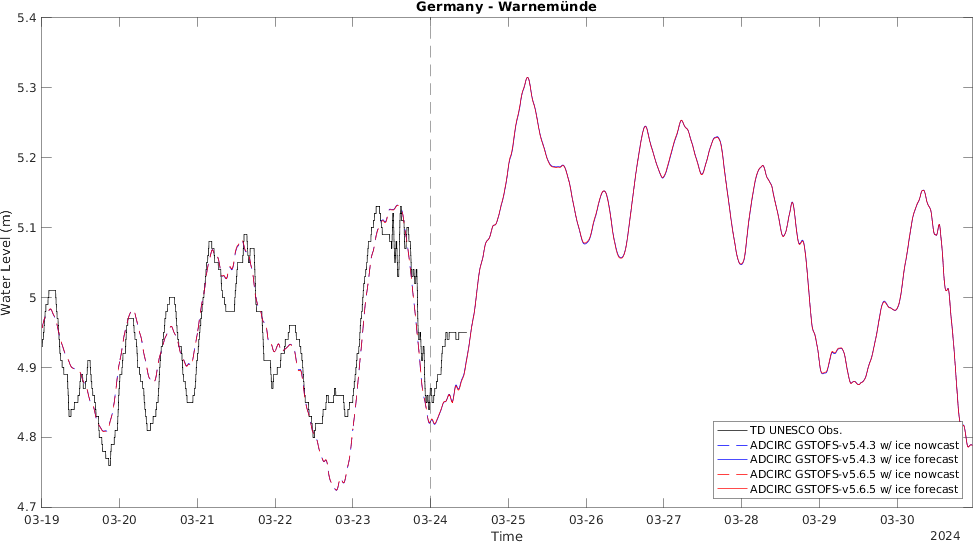 Germany - Warnemünde
5.4
5.3
5.2
5.1
5
4.9
4.8
4.7
Water Level (m)
03-19 03-20 03-21 03-22 03-23 03-24 03-25 03-26 03-27 03-28 03-29 03-30
Time
2024
TD UNESCO Obs.
ADCIRC GSTOFS-v5.4.3 w/ ice nowcast
ADCIRC GSTOFS-v5.4.3 w/ ice forecast
ADCIRC GSTOFS-v5.6.5 w/ ice nowcast
ADCIRC GSTOFS-v5.6.5 w/ ice forecast